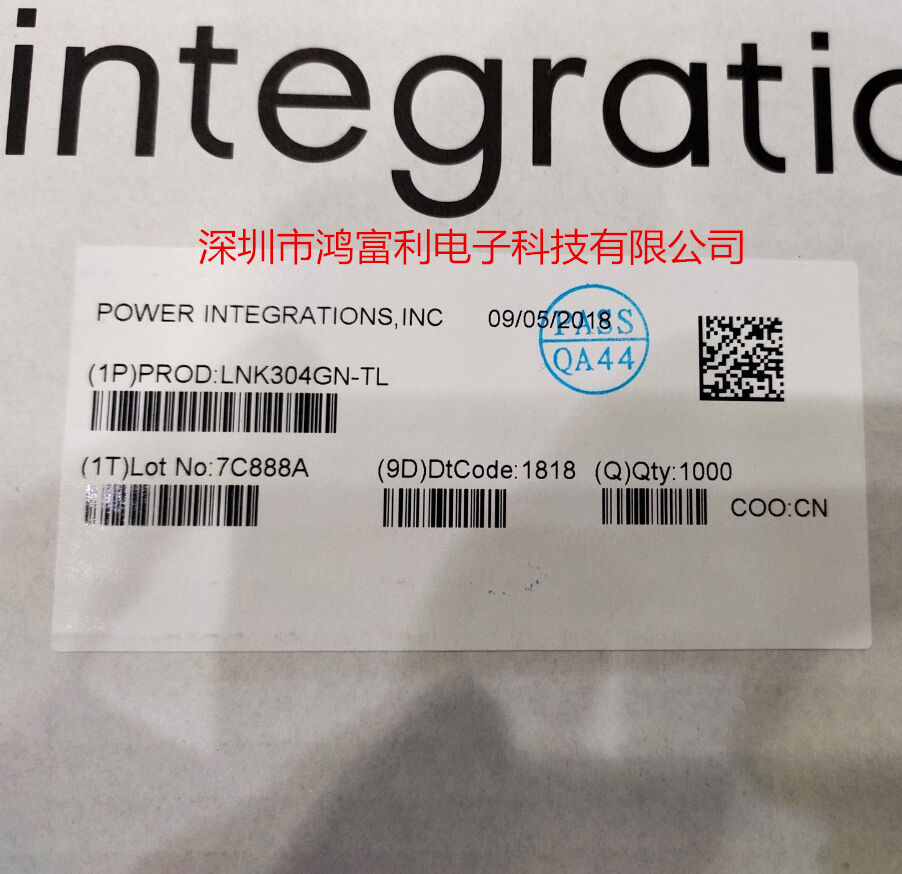 integratio
深圳市鸿富利电子科技有限公司
POWER INTEGRATIONS,INC 09/05/2018
PASS
QA44
(1P)PROD:LNK304GN-TL
(1T)Lot No:7C888A (9D)DtCode:1818 (Q)Qty:1000
COO:CN